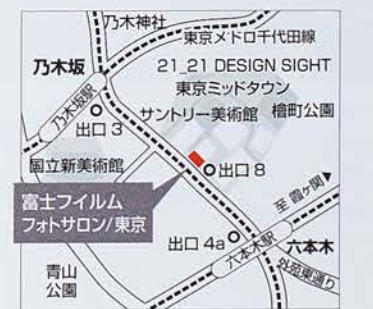 乃木神社
東京メトロ千代田線
乃木坂
21_21 DESIGN SIGHT
東京ミッドタウン
乃木坂駅
サントリー美術館
檜町公園
出口 3
国立新美術館
出口 8
至 霞ヶ関
富士フイルム
フォトサロン/東京
出口 4a
六本木駅
六本木
青山
公園
外苑東通り